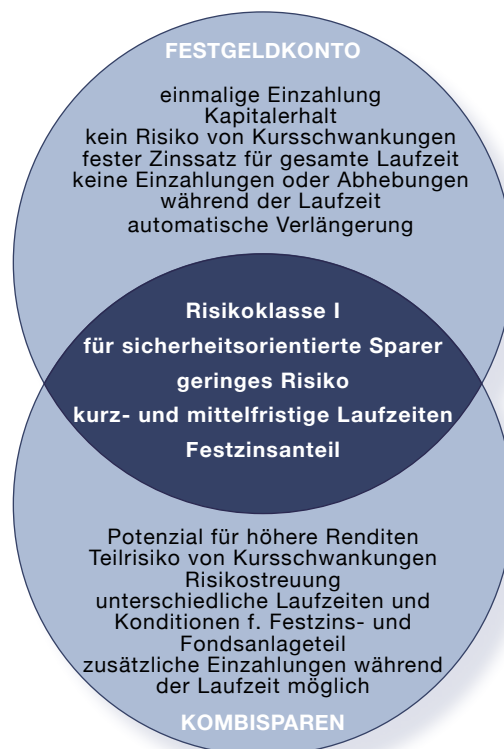 FESTGELDKONTO
einmalige Einzahlung
Kapitalerhalt
kein Risiko von Kursschwankungen
fester Zinssatz für gesamte Laufzeit
keine Einzahlungen oder Abhebungen
während der Laufzeit
automatische Verlängerung
Risikoklasse I
für sicherheitsorientierte Sparer
geringes Risiko
kurz- und mittelfristige Laufzeiten
Festzinsanteil
Potenzial für höhere Renditen
Teilrisiko von Kursschwankungen
Risikostreuung
unterschiedliche Laufzeiten und
Konditionen f. Festzins- und
Fondsanlageteil
zusätzliche Einzahlungen während
der Laufzeit möglich
KOMBISPAREN